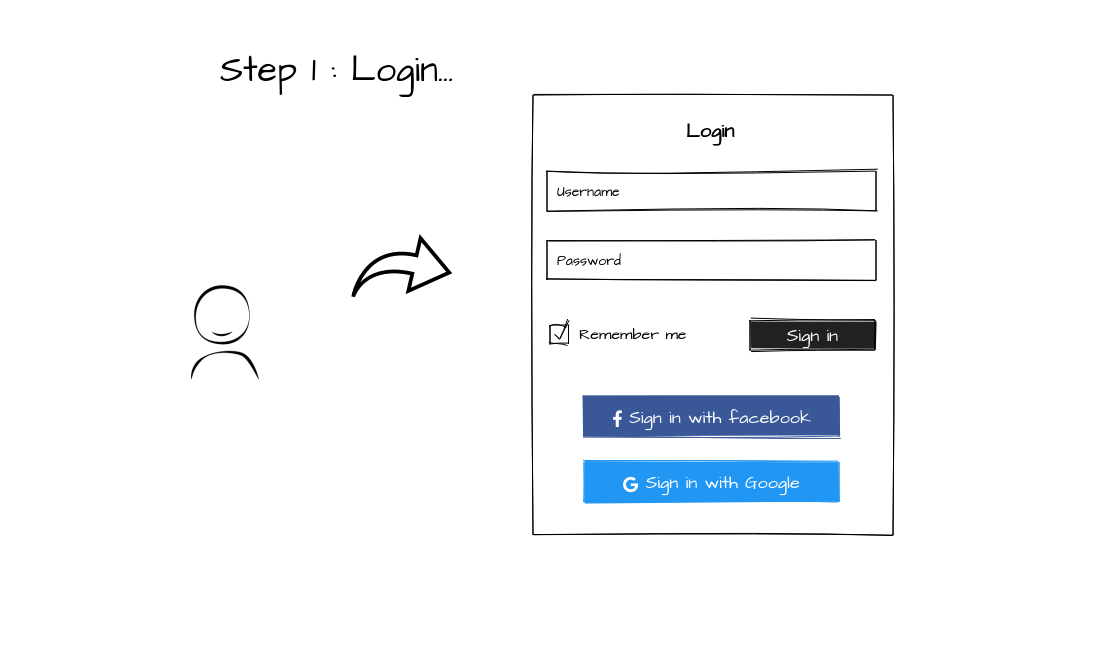 Step 1 : Login...
Login
Username
Password
Remember me
Sign in
Sign in with facebook
Sign in with Google